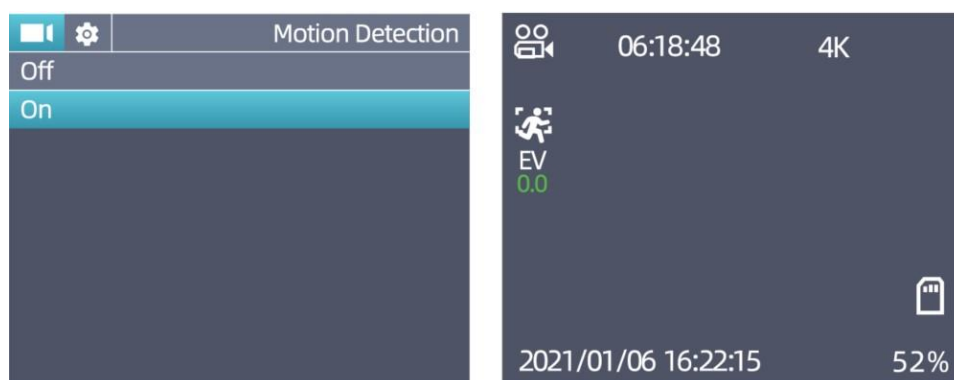 Motion Detection
Off
On
06:18:48 4K
EV
0.0
2021/01/06 16:22:15 52%